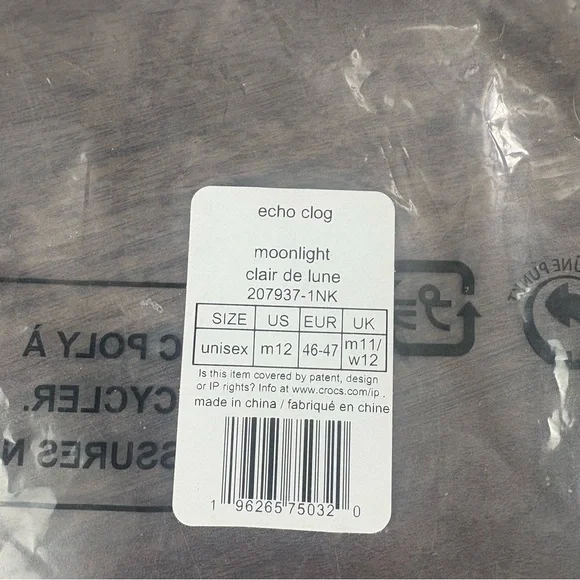 echo clog
moonlight
clair de lune
207937-1NK
SIZE US EUR UK
unisex m12 46-47 m11/
w12
Is this item covered by patent, design
or IP rights? Info at www.crocs.com/ip .
made in china / fabriqué en chine
1 96265 75032 0
C POLY À
CYCLER.
SSURES N
ÜNE PUNKT